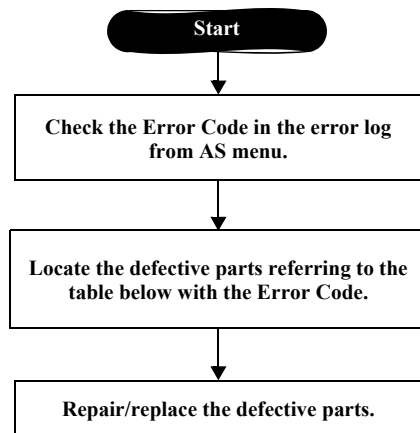 Start
Check the Error Code in the error log
from AS menu.
Locate the defective parts referring to the
table below with the Error Code.
Repair/replace the defective parts.